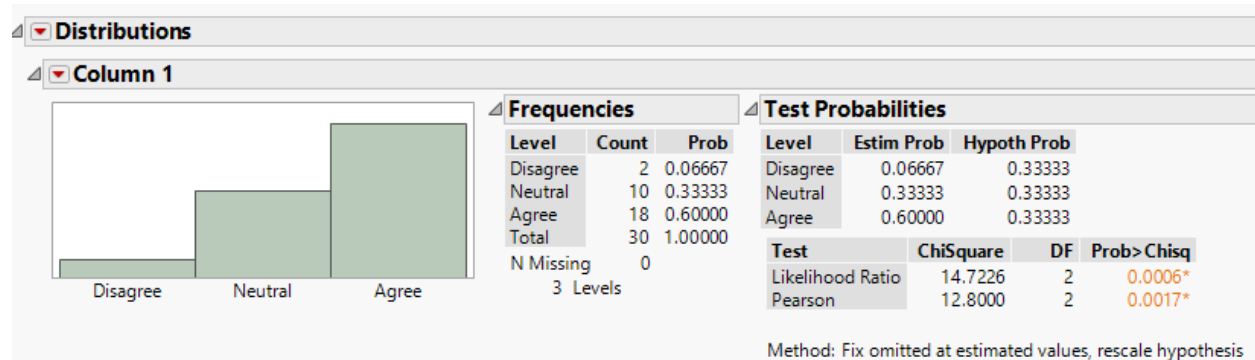 Distributions
Column 1
Disagree Neutral Agree
Frequencies
Level Count Prob
Disagree 2 0.06667
Neutral 10 0.33333
Agree 18 0.60000
Total 30 1.00000
N Missing 0
3 Levels
Test Probabilities
Level Estim Prob Hypoth Prob
Disagree 0.06667 0.33333
Neutral 0.33333 0.33333
Agree 0.60000 0.33333
Test ChiSquare DF Prob>Chisq
Likelihood Ratio 14.7226 2 0.0006*
Pearson 12.8000 2 0.0017*
Method: Fix omitted at estimated values, rescale hypothesis